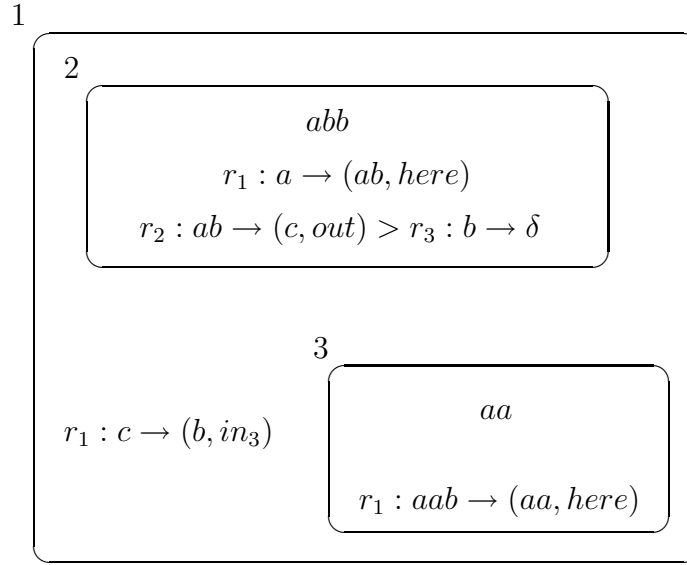 1
2
abb
r₁ : a → (ab, here)
r₂ : ab → (c, out) > r₃ : b → δ
3
aa
r₁ : c → (b, in₃)
r₁ : aab → (aa, here)